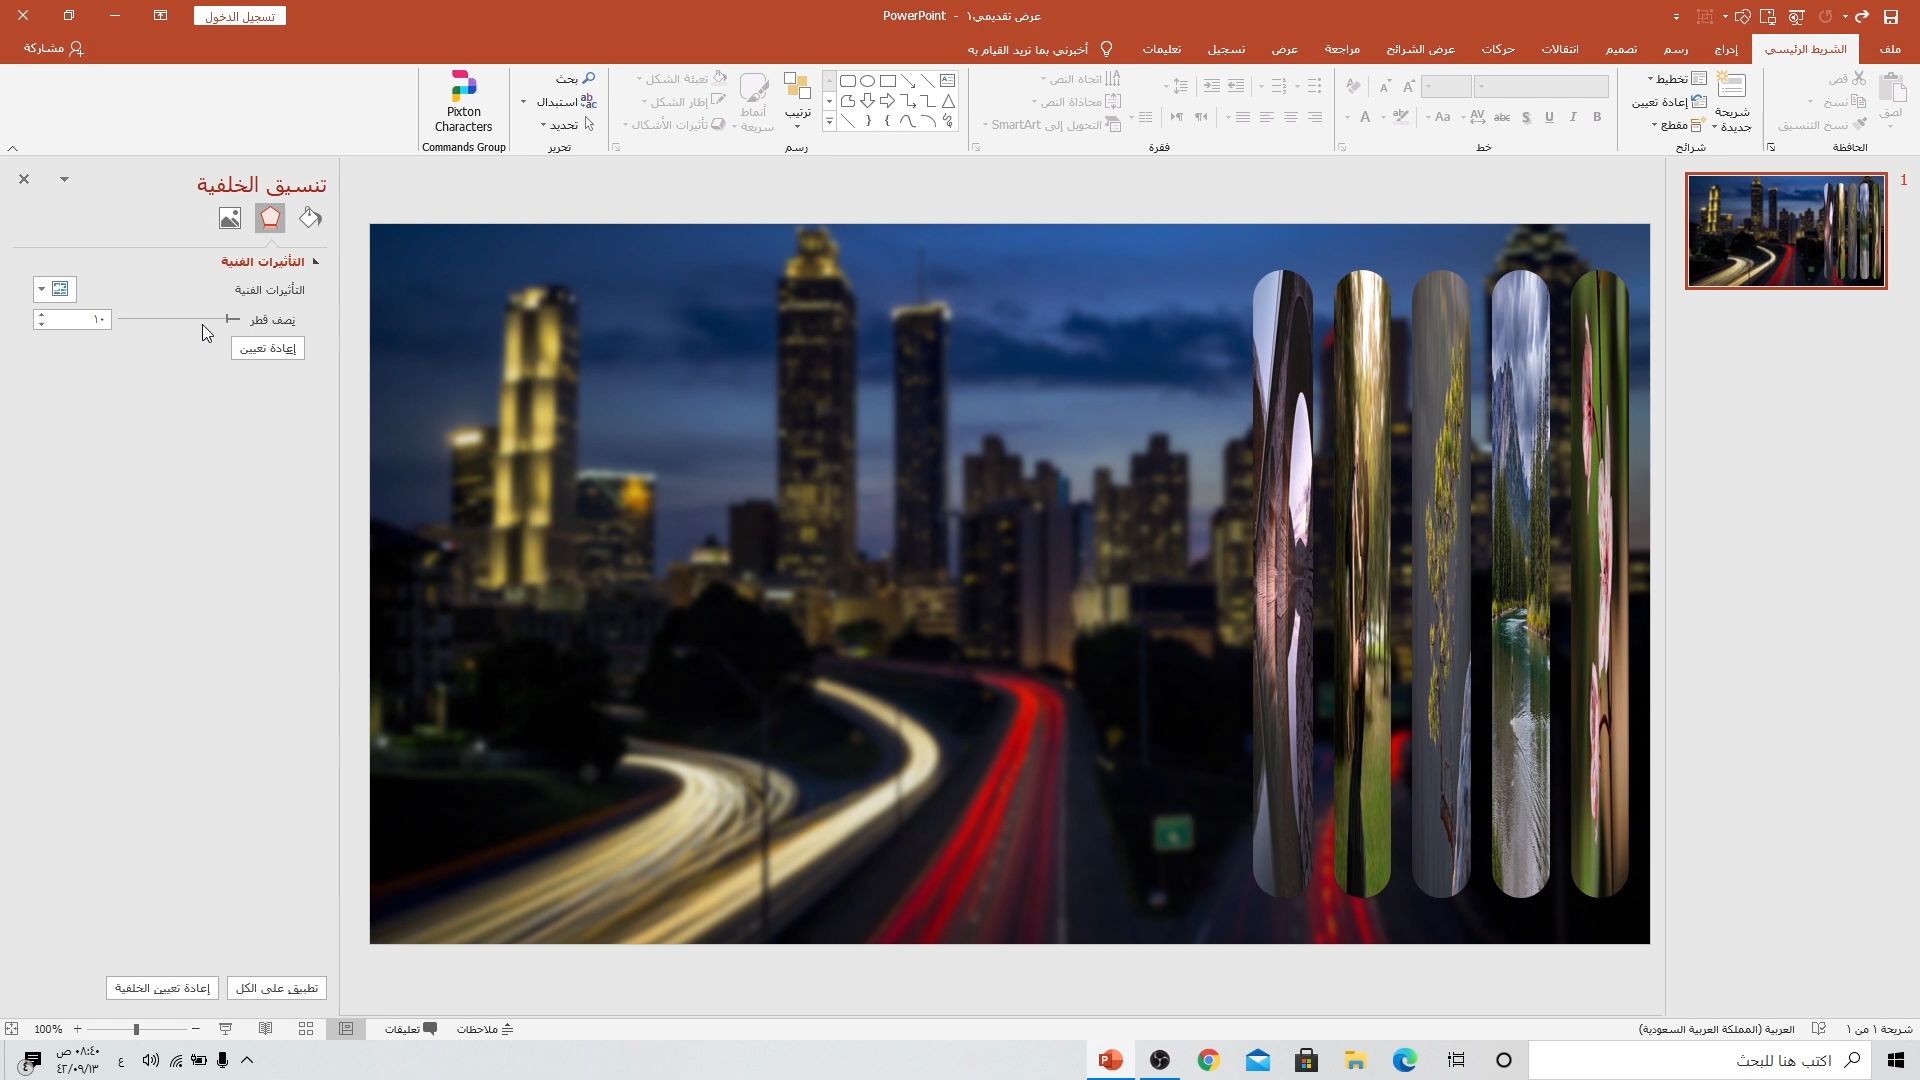 عرض تقديمي١ - PowerPoint
تسجيل الدخول
ملف
الشريط الرئيسي
إدراج
رسم
تصميم
انتقالات
حركات
عرض الشرائح
مراجعة
عرض
تسجيل
تعليمات
أخبرني بما تريد القيام به
مشاركة
لصق
قص
نسخ
نسخ التنسيق
الحافظة
شريحة جديدة
تخطيط
إعادة تعيين
مقطع
شرائح
خط
اتجاه النص
محاذاة النص
التحويل إلى SmartArt
فقرة
ترتيب
أنماط سريعة
تعبئة الشكل
إطار الشكل
تأثيرات الأشكال
رسم
بحث
استبدال
تحديد
تحرير
Pixton Characters
Commands Group
1
تنسيق الخلفية
التأثيرات الفنية
التأثيرات الفنية
نصف قطر
١٠
إعادة تعيين
تطبيق على الكل
إعادة تعيين الخلفية
شريحة ١ من ١
العربية (المملكة العربية السعودية)
ملاحظات
تعليقات
100%
اكتب هنا للبحث
ع
٠٨:٤٠ ص
٤٢/٠٩/١٣
٤